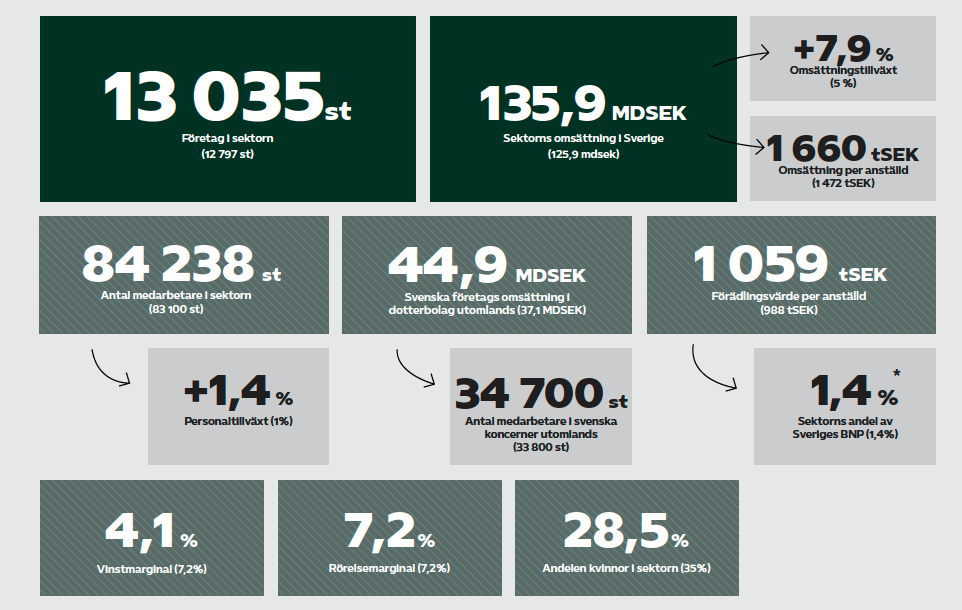 13 035 st
Företag i sektorn
(12 797 st)
135,9 MDSEK
Sektorns omsättning i Sverige
(125,9 mdsek)
+7,9 %
Omsättningstillväxt
(5 %)
1 660 tSEK
Omsättning per anställd
(1 472 tSEK)
84 238 st
Antal medarbetare i sektorn
(83 100 st)
44,9 MDSEK
Svenska företags omsättning i
dotterbolag utomlands (37,1 MDSEK)
1 059 tSEK
Förädlingsvärde per anställd
(988 tSEK)
+1,4 %
Personaltillväxt (1%)
34 700 st
Antal medarbetare i svenska
koncerner utomlands
(33 800 st)
1,4 %*
Sektorns andel av
Sveriges BNP (1,4%)
4,1 %
Vinstmarginal (7,2%)
7,2 %
Rörelsemarginal (7,2%)
28,5 %
Andelen kvinnor i sektorn (35%)